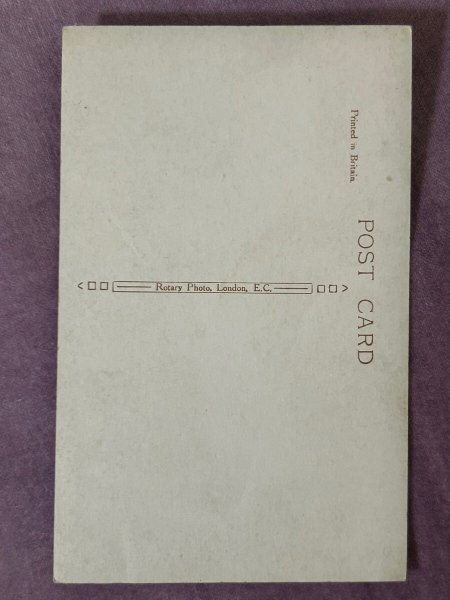 Printed in Britain.
POST CARD
Rotary Photo, London, E.C.